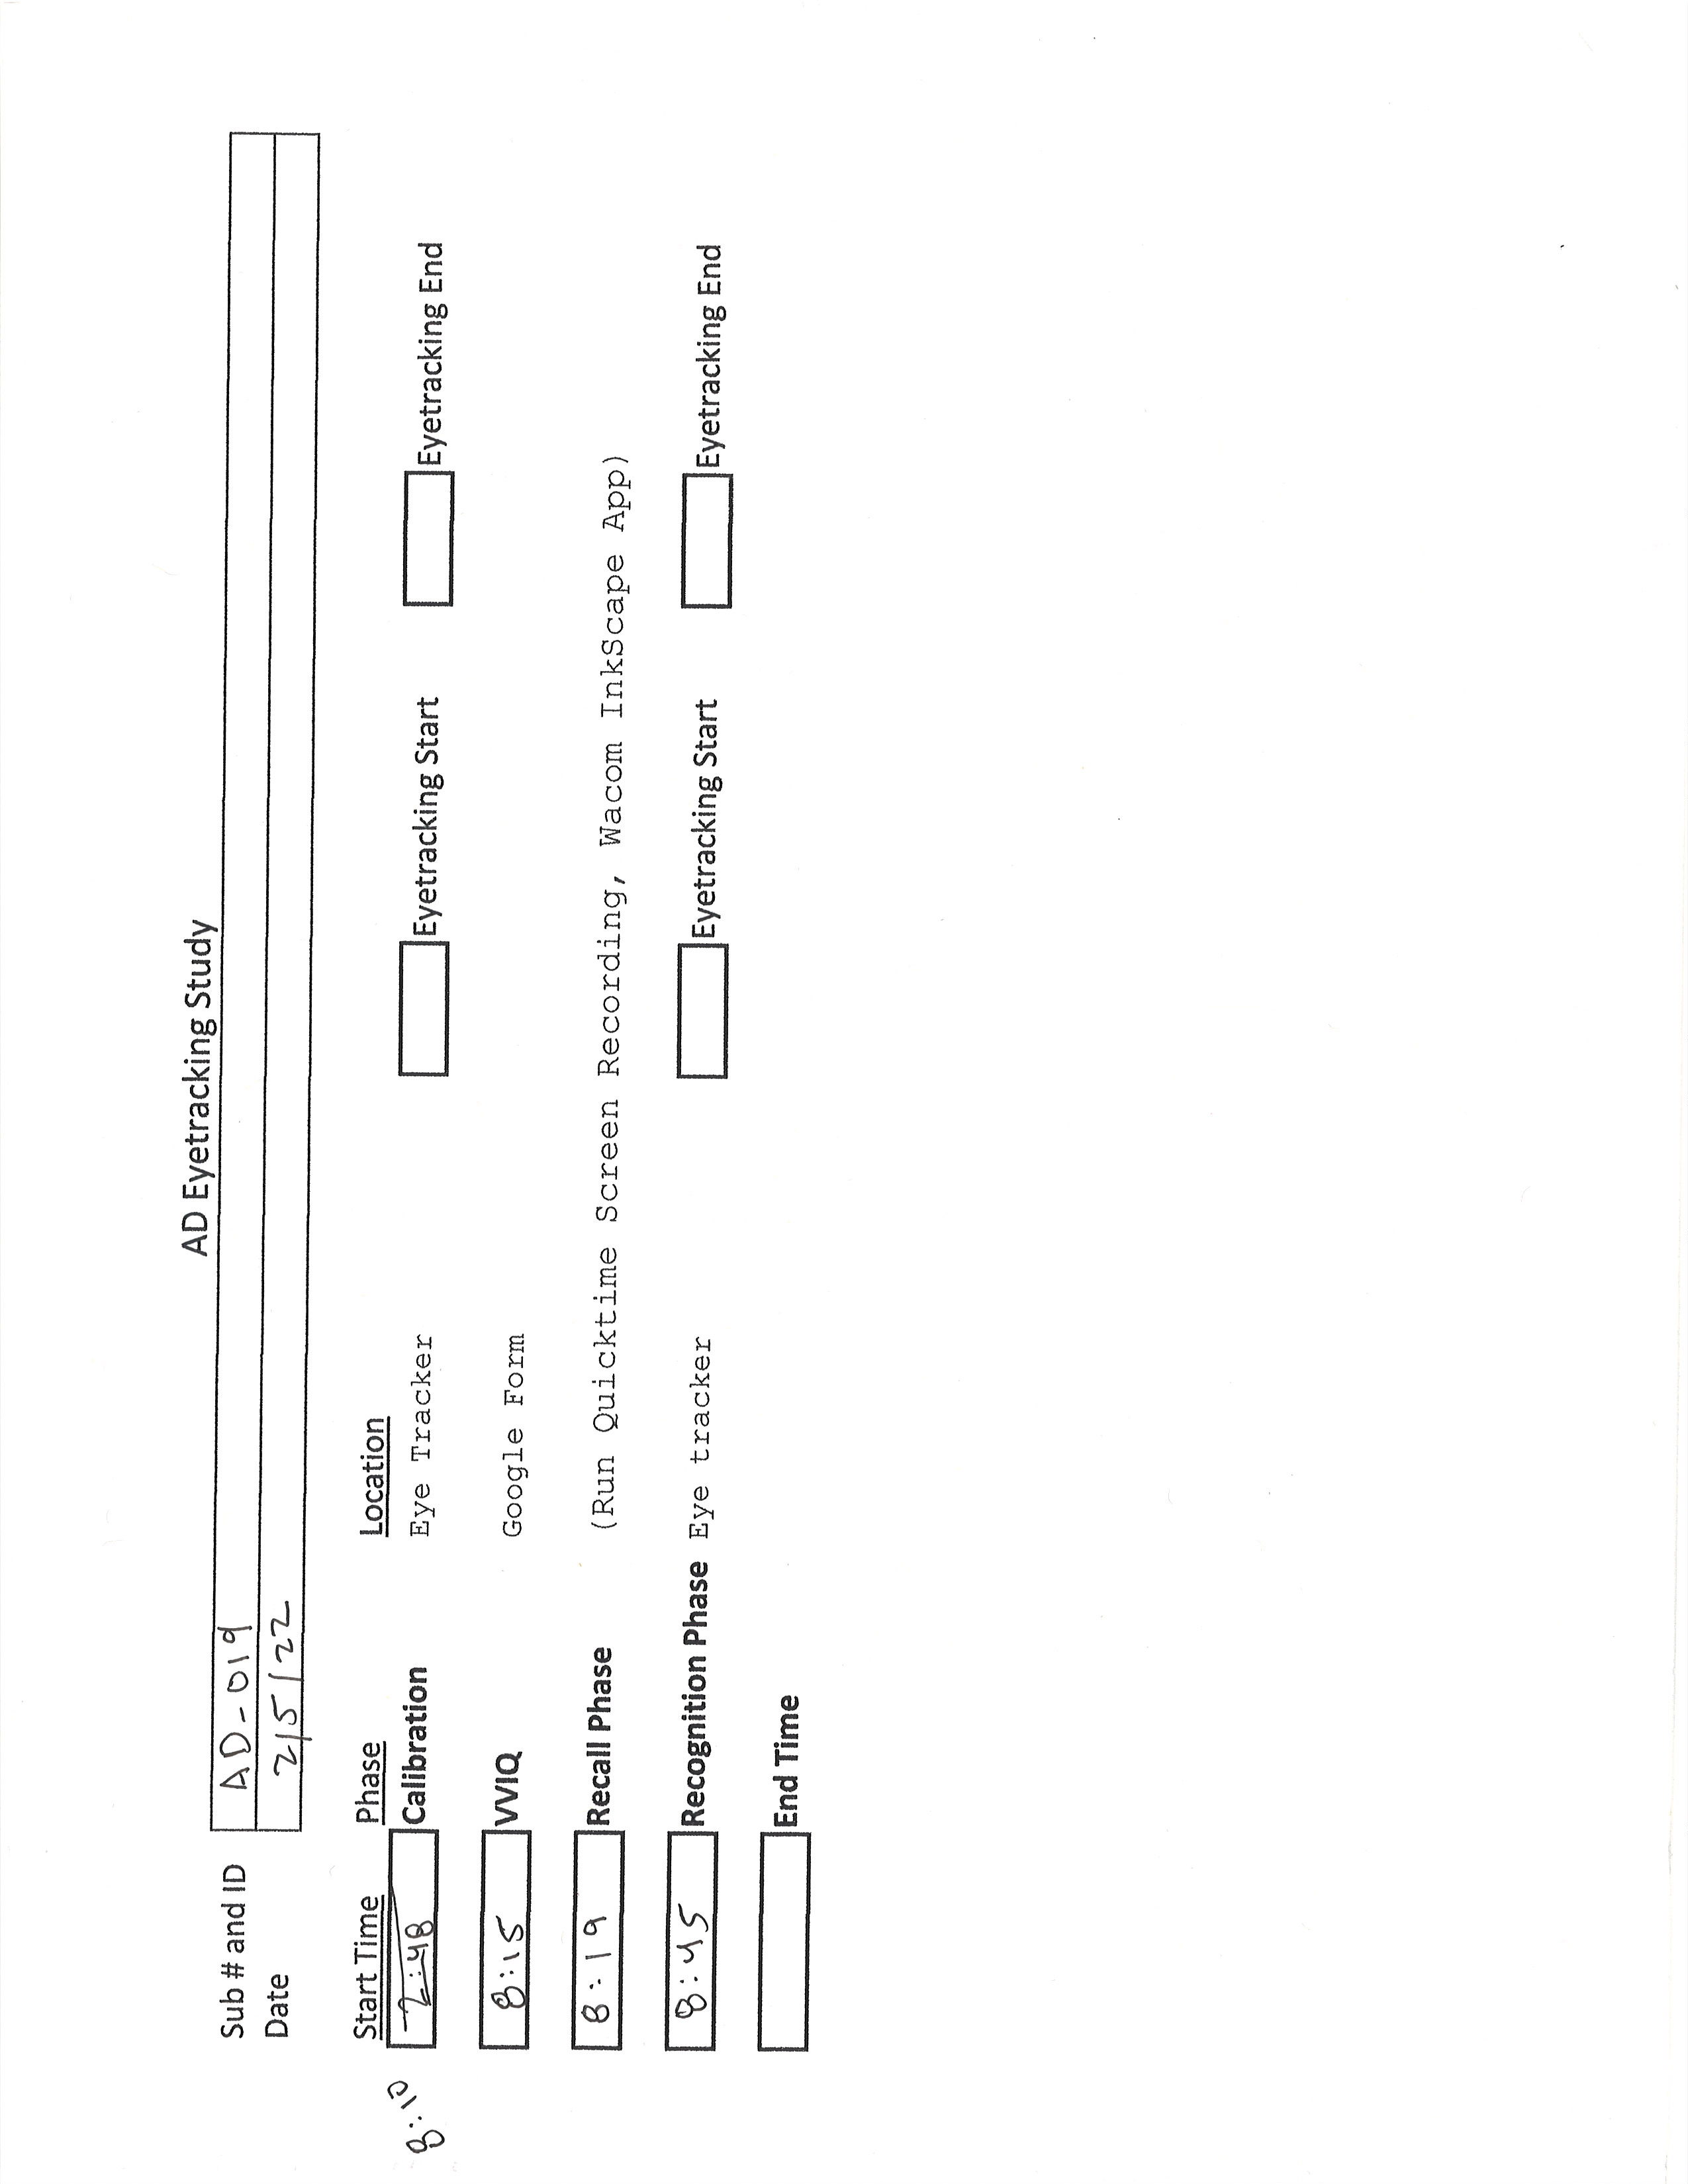 AD Eyetracking Study
Sub # and ID AD-019
Date 2/5/22
Start Time Phase Location
8:10 7:48 Calibration Eye Tracker Eyetracking Start Eyetracking End
8:15 VVIQ Google Form
8:19 Recall Phase (Run Quicktime Screen Recording, Wacom InkScape App)
8:45 Recognition Phase Eye tracker Eyetracking Start Eyetracking End
End Time